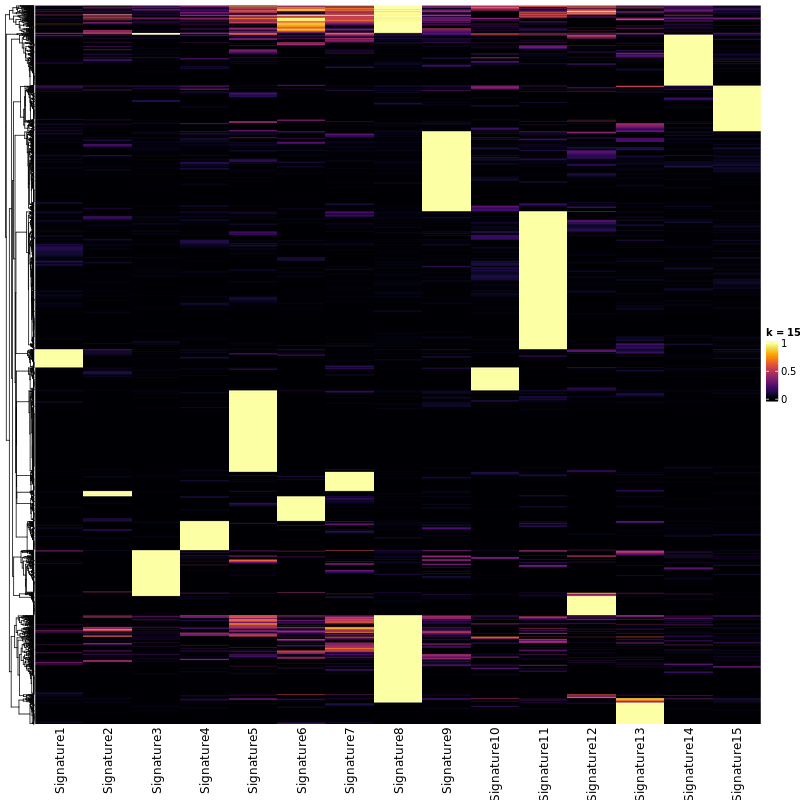 k = 15
1
0.5
0
Signature1
Signature2
Signature3
Signature4
Signature5
Signature6
Signature7
Signature8
Signature9
Signature10
Signature11
Signature12
Signature13
Signature14
Signature15